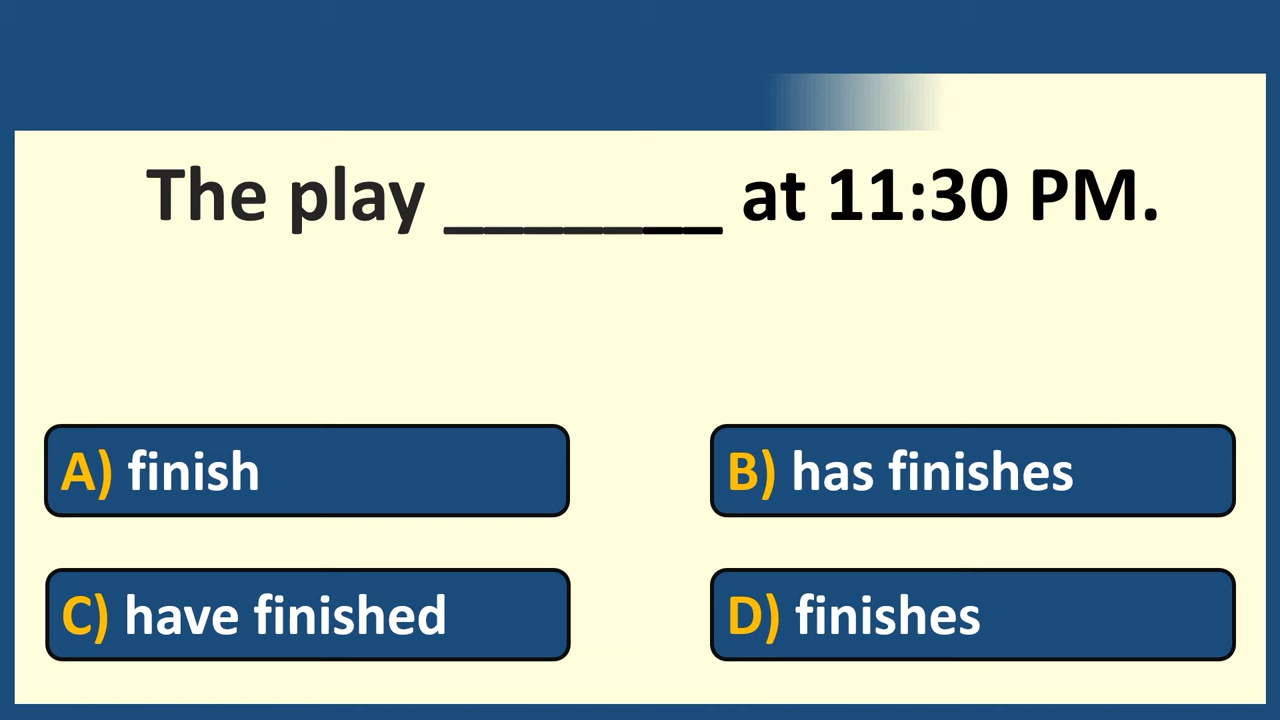 The play _______ at 11:30 PM.
A) finish
B) has finishes
C) have finished
D) finishes